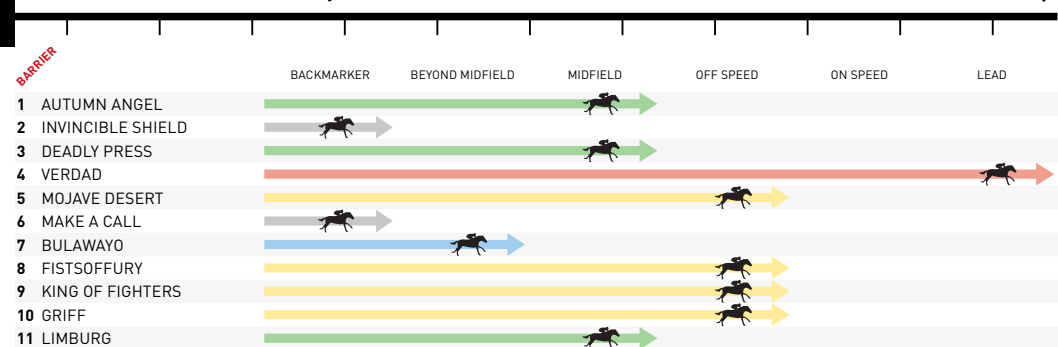 BARRIER
BACKMARKER BEYOND MIDFIELD MIDFIELD OFF SPEED ON SPEED LEAD
1 AUTUMN ANGEL
2 INVINCIBLE SHIELD
3 DEADLY PRESS
4 VERDAD
5 MOJAVE DESERT
6 MAKE A CALL
7 BULAWAYO
8 FISTSOFFURY
9 KING OF FIGHTERS
10 GRIFF
11 LIMBURG